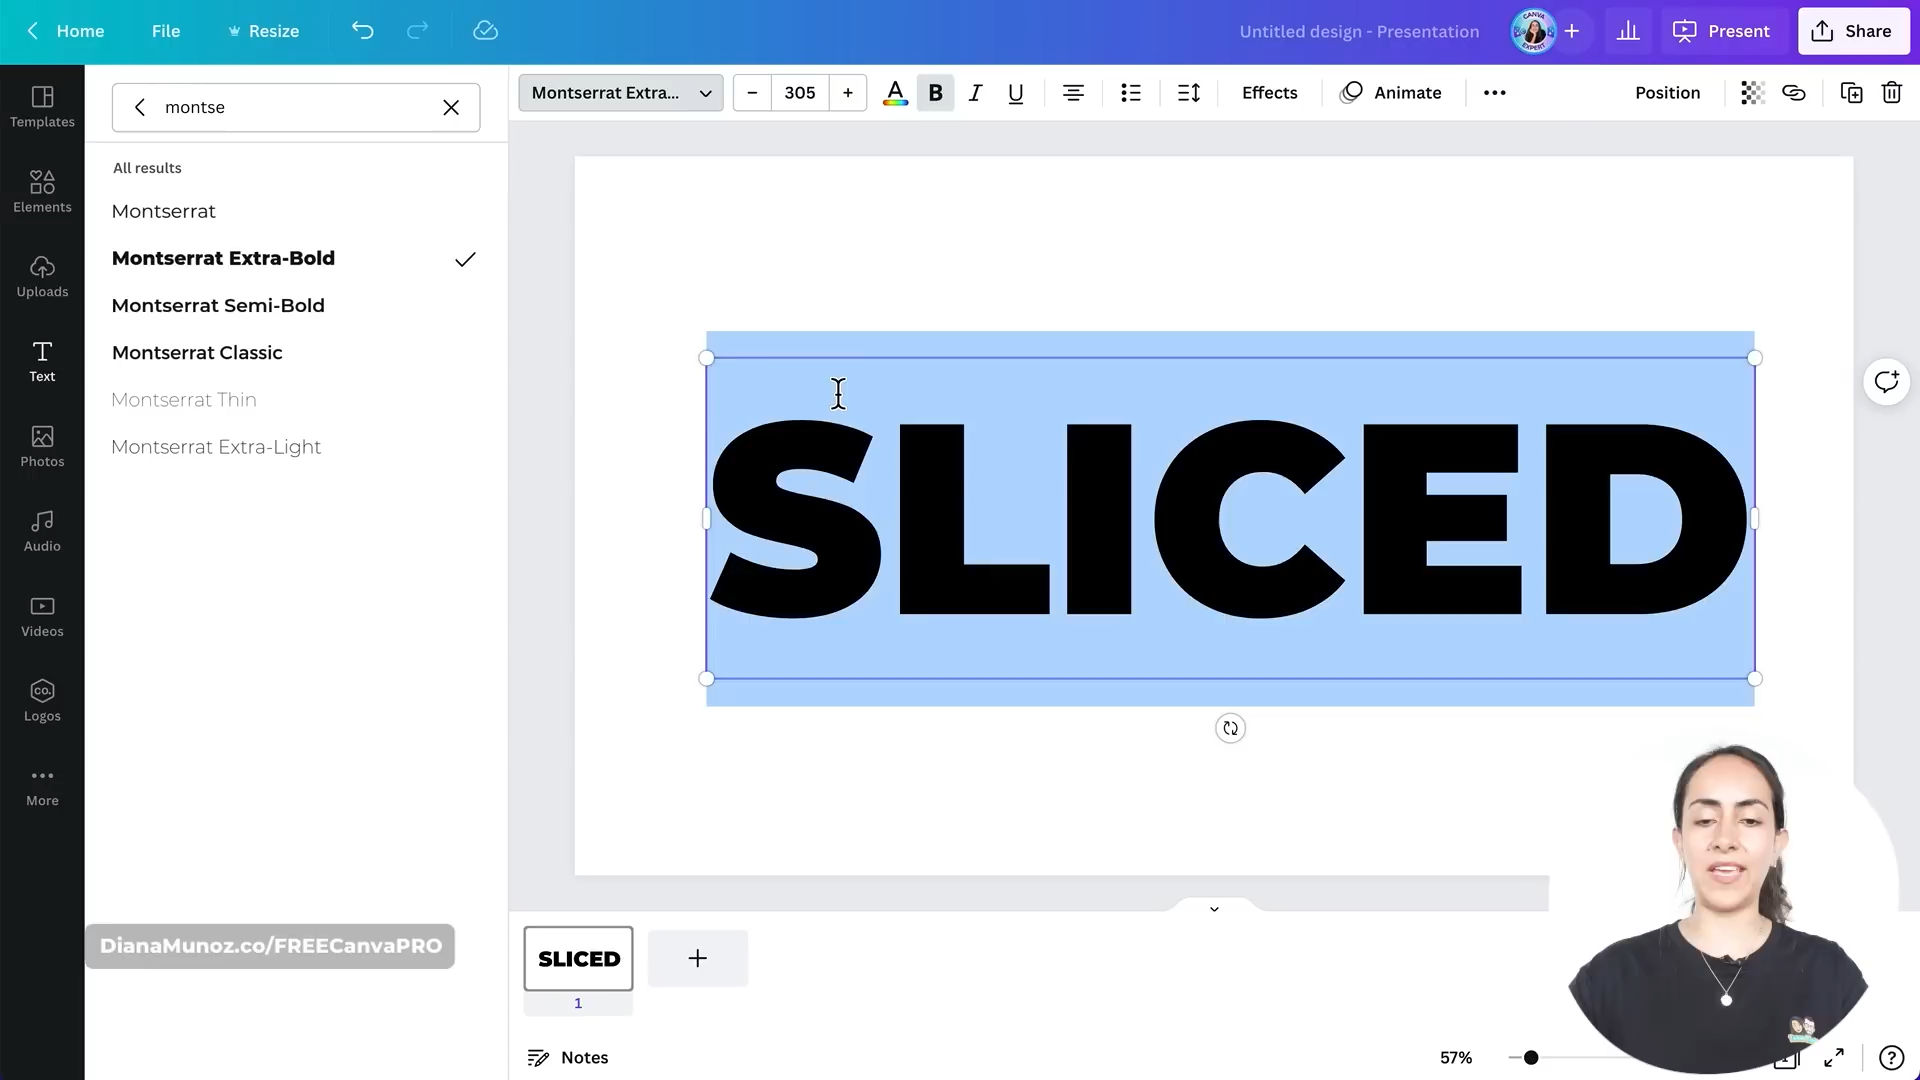 Home File Resize Untitled design - Presentation Present Share
montse
Montserrat Extra... 305 A B I U Effects Animate Position
Templates
Elements
Uploads
Text
Photos
Audio
Videos
Logos
More
All results
Montserrat
Montserrat Extra-Bold
Montserrat Semi-Bold
Montserrat Classic
Montserrat Thin
Montserrat Extra-Light
SLICED
DianaMunoz.co/FREECanvaPRO
SLICED
1
Notes 57%